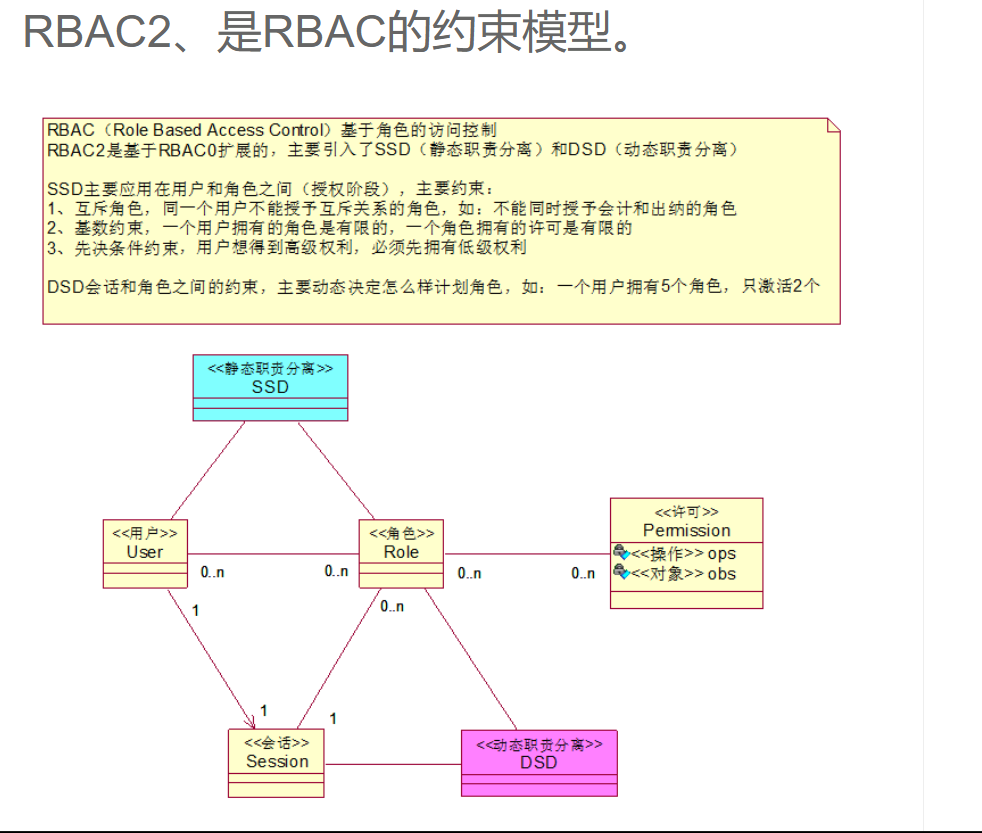 RBAC2、是RBAC的约束模型。
RBAC（Role Based Access Control）基于角色的访问控制
RBAC2是基于RBAC0扩展的，主要引入了SSD（静态职责分离）和DSD（动态职责分离）
SSD主要应用在用户和角色之间（授权阶段），主要约束：
1、互斥角色，同一个用户不能授予互斥关系的角色，如：不能同时授予会计和出纳的角色
2、基数约束，一个用户拥有的角色是有限的，一个角色拥有的许可是有限的
3、先决条件约束，用户想得到高级权利，必须先拥有低级权利
DSD会话和角色之间的约束，主要动态决定怎么样计划角色，如：一个用户拥有5个角色，只激活2个
<<静态职责分离>>
SSD
<<用户>>
User
<<角色>>
Role
<<许可>>
Permission
<<操作>> ops
<<对象>> obs
0..n
0..n
0..n
0..n
1
0..n
1
1
<<会话>>
Session
<<动态职责分离>>
DSD